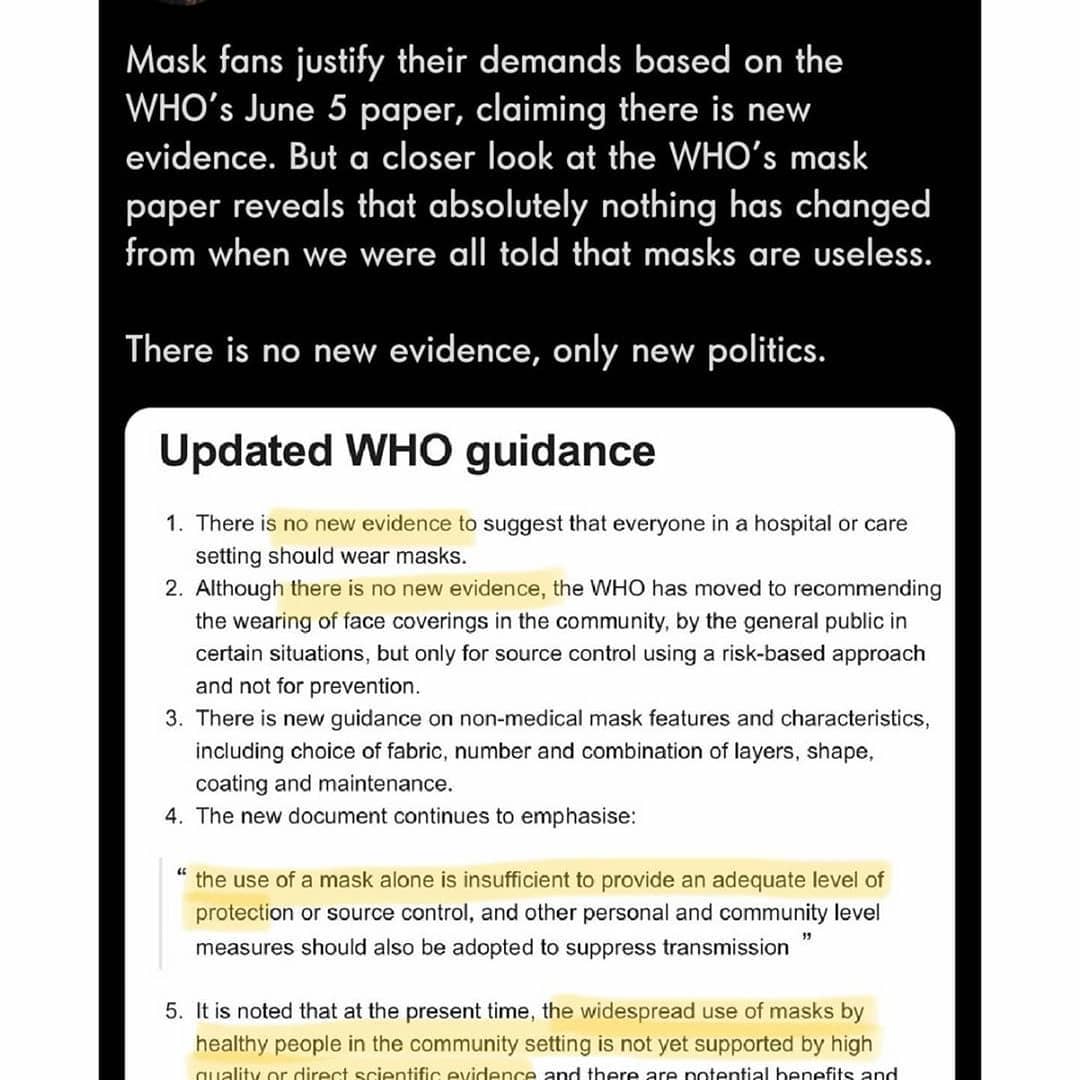 Mask fans justify their demands based on the
WHO's June 5 paper, claiming there is new
evidence. But a closer look at the WHO's mask
paper reveals that absolutely nothing has changed
from when we were all told that masks are useless.
There is no new evidence, only new politics.
Updated WHO guidance
1. There is no new evidence to suggest that everyone in a hospital or care
setting should wear masks.
2. Although there is no new evidence, the WHO has moved to recommending
the wearing of face coverings in the community, by the general public in
certain situations, but only for source control using a risk-based approach
and not for prevention.
3. There is new guidance on non-medical mask features and characteristics,
including choice of fabric, number and combination of layers, shape,
coating and maintenance.
4. The new document continues to emphasise:
“ the use of a mask alone is insufficient to provide an adequate level of
protection or source control, and other personal and community level
measures should also be adopted to suppress transmission ”
5. It is noted that at the present time, the widespread use of masks by
healthy people in the community setting is not yet supported by high
quality or direct scientific evidence and there are potential benefits and